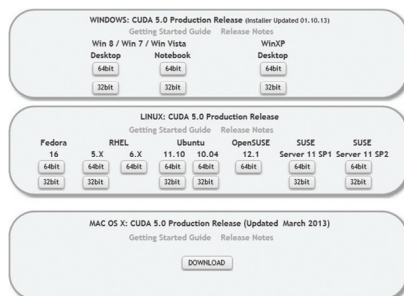 WINDOWS: CUDA 5.0 Production Release (Installer Updated 01.10.13)
Getting Started Guide Release Notes
Win 8 / Win 7 / Win Vista WinXP
Desktop Notebook Desktop
64bit 64bit 64bit
32bit 32bit 32bit
LINUX: CUDA 5.0 Production Release
Getting Started Guide Release Notes
Fedora RHEL Ubuntu OpenSUSE SUSE SUSE
16 5.X 6.X 11.10 10.04 12.1 Server 11 SP1 Server 11 SP2
64bit 64bit 64bit 64bit 64bit 64bit 64bit 64bit
32bit 32bit 32bit 32bit 32bit 32bit
MAC OS X: CUDA 5.0 Production Release (Updated March 2013)
Getting Started Guide Release Notes
DOWNLOAD